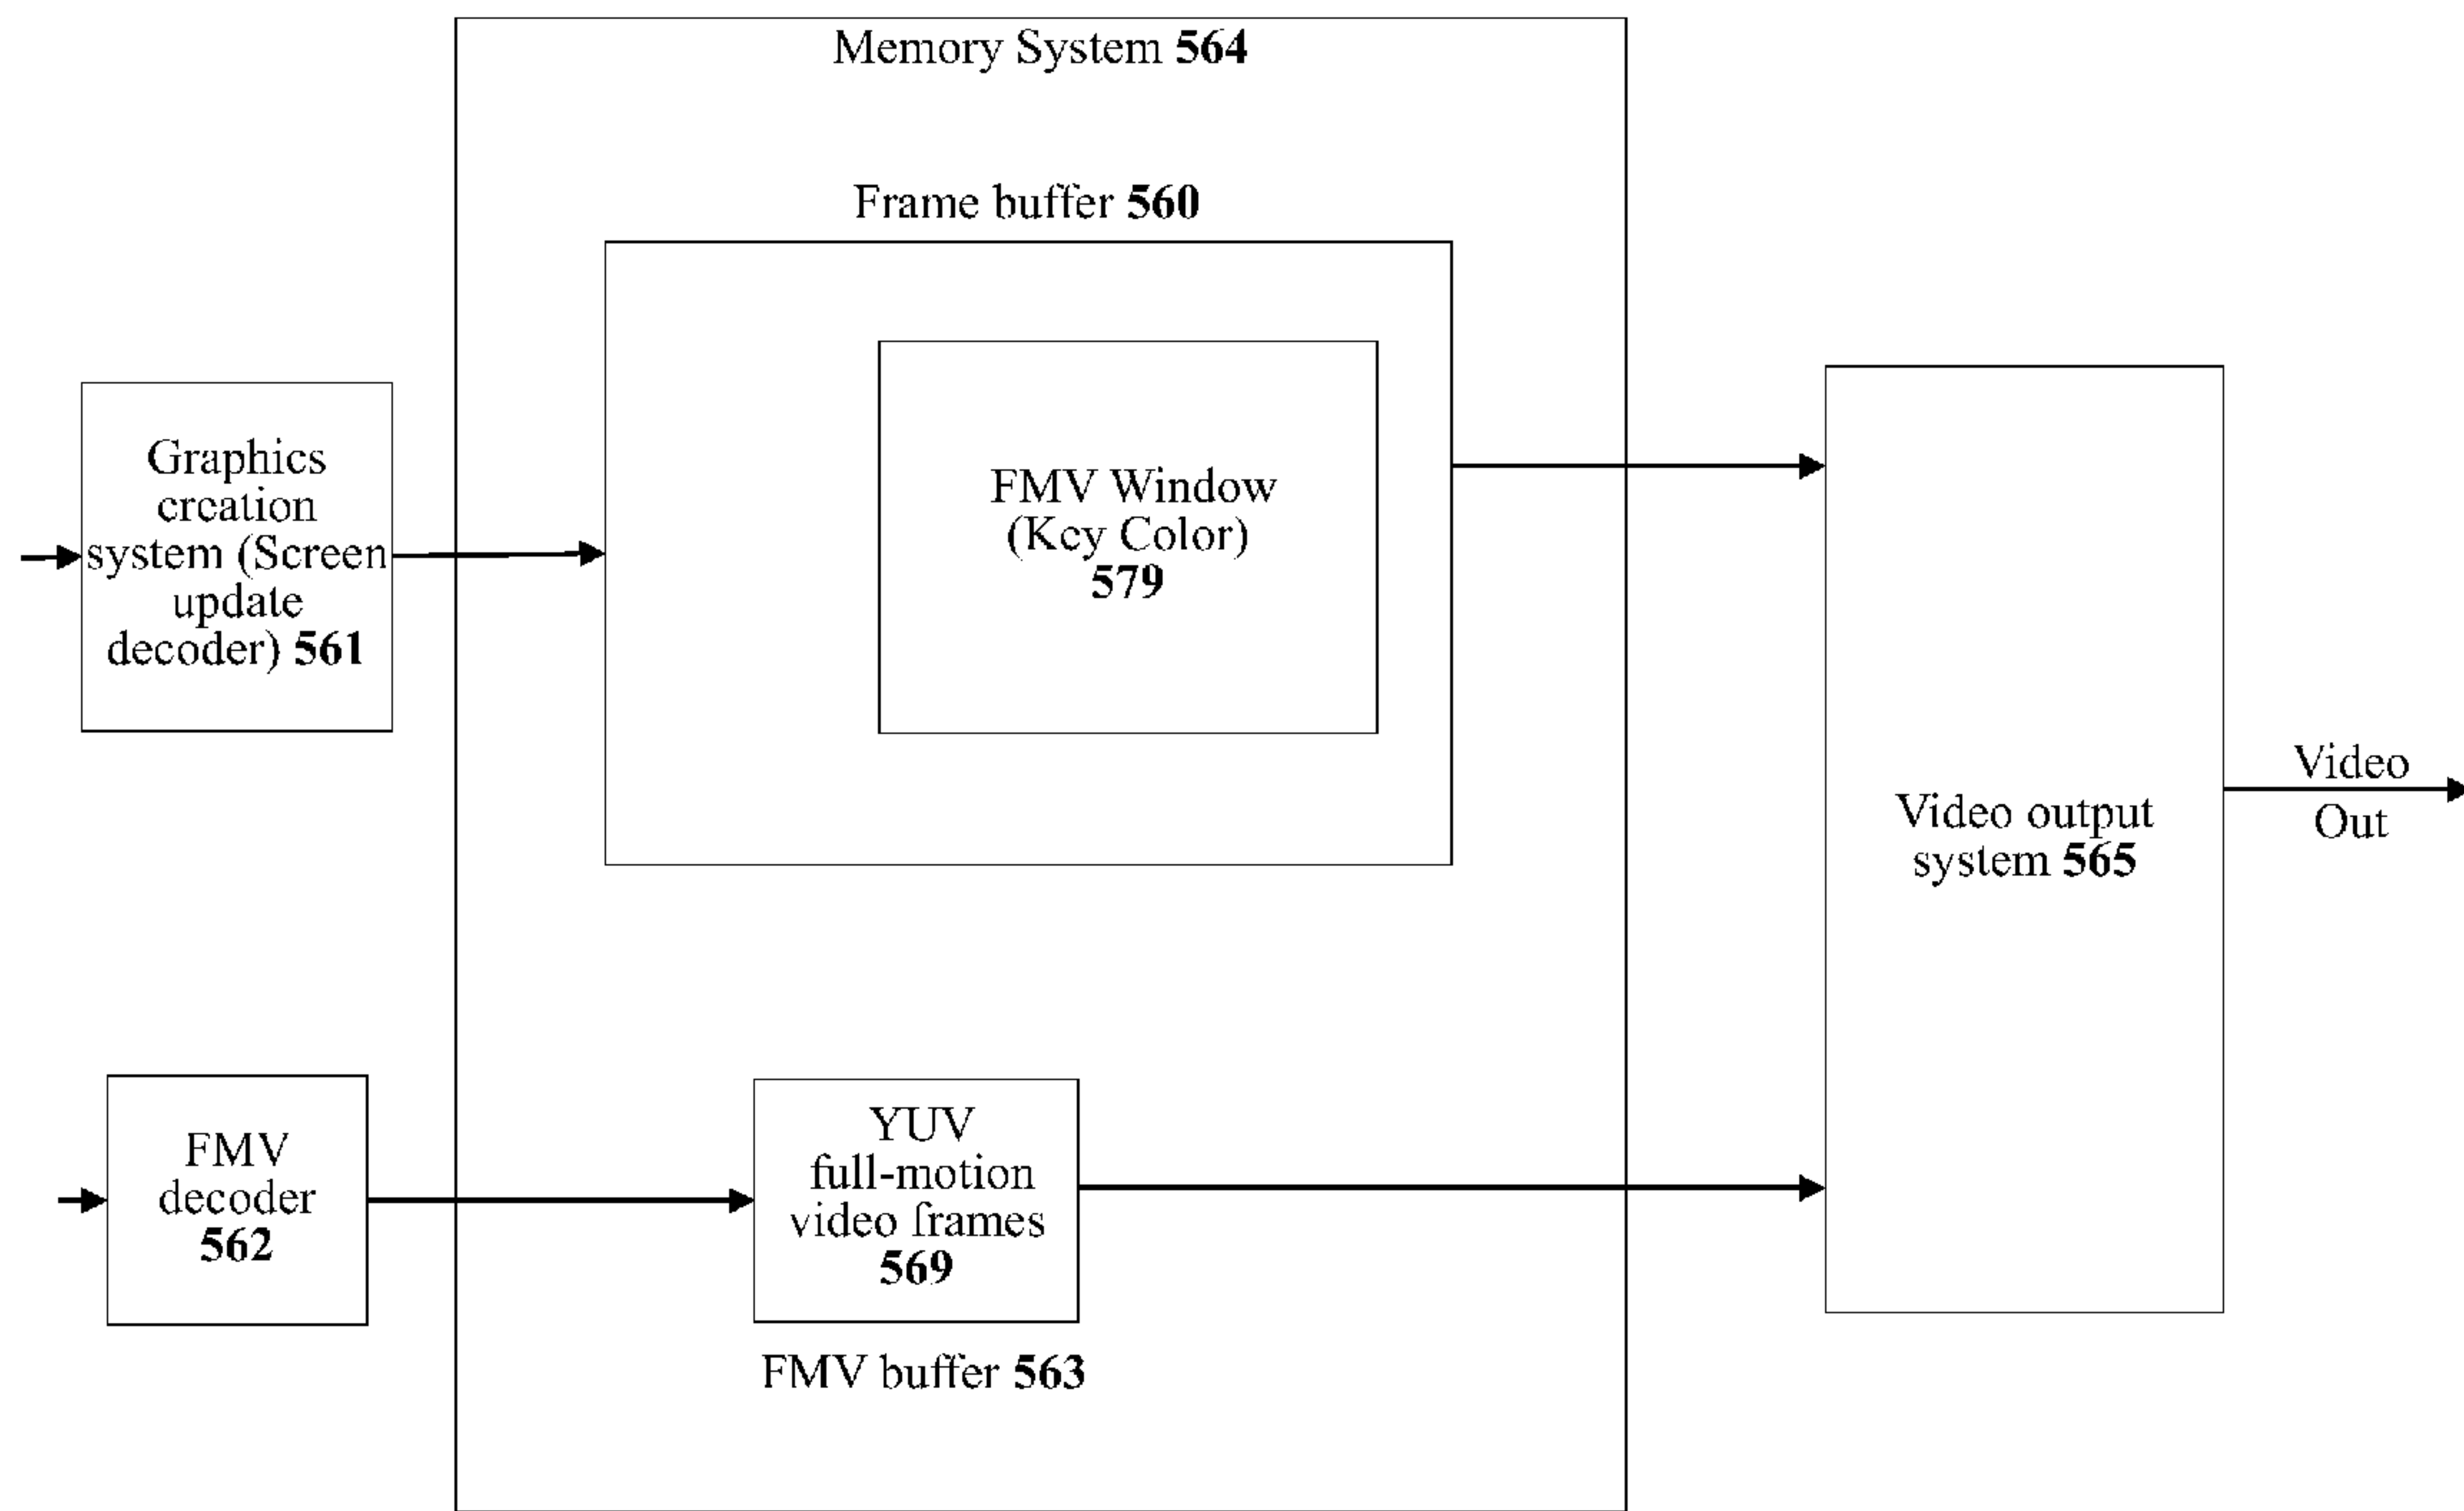 Memory System 564
Frame buffer 560
Graphics
creation
system (Screen
update
decoder) 561
FMV Window
(Key Color)
579
Video output
system 565
Video
Out
FMV
decoder
562
YUV
full-motion
video frames
569
FMV buffer 563